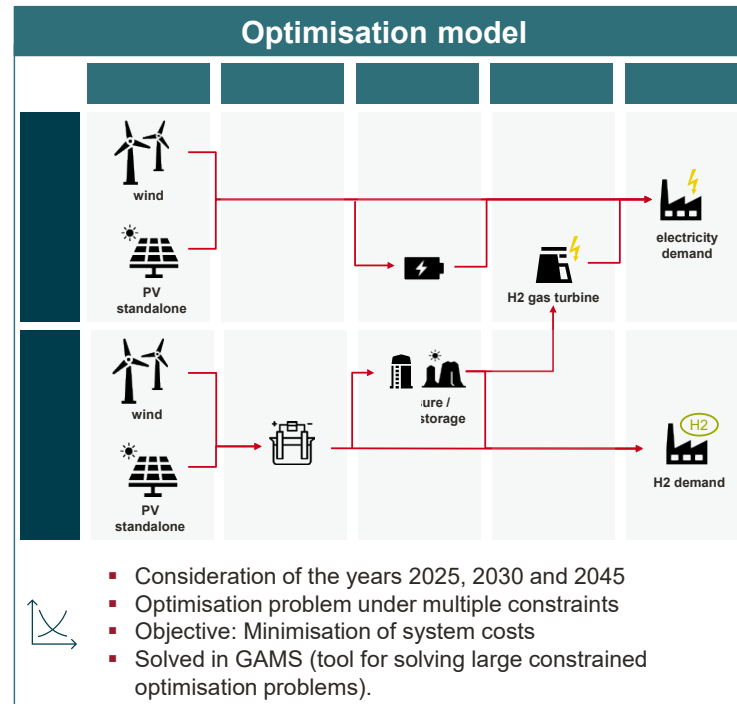 Optimisation model
wind
PV
standalone
H2 gas turbine
electricity
demand
wind
PV
standalone
sure /
storage
H2
H2 demand
▪ Consideration of the years 2025, 2030 and 2045
▪ Optimisation problem under multiple constraints
▪ Objective: Minimisation of system costs
▪ Solved in GAMS (tool for solving large constrained
optimisation problems).